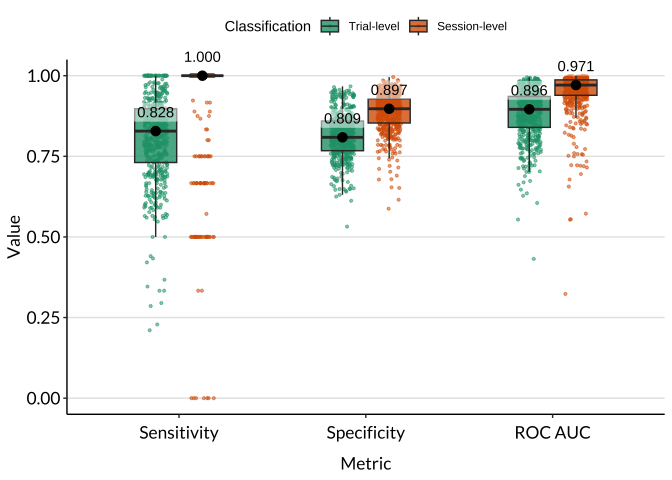 Classification Trial-level Session-level
1.000
0.971
1.00
0.828
0.809
0.897
0.896
0.75
0.50
0.25
0.00
Value
Sensitivity Specificity ROC AUC
Metric